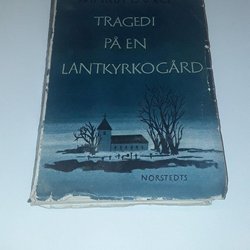 TRAGEDI
PÅ EN
LANTKYRKOGÅRD
NORSTEDTS